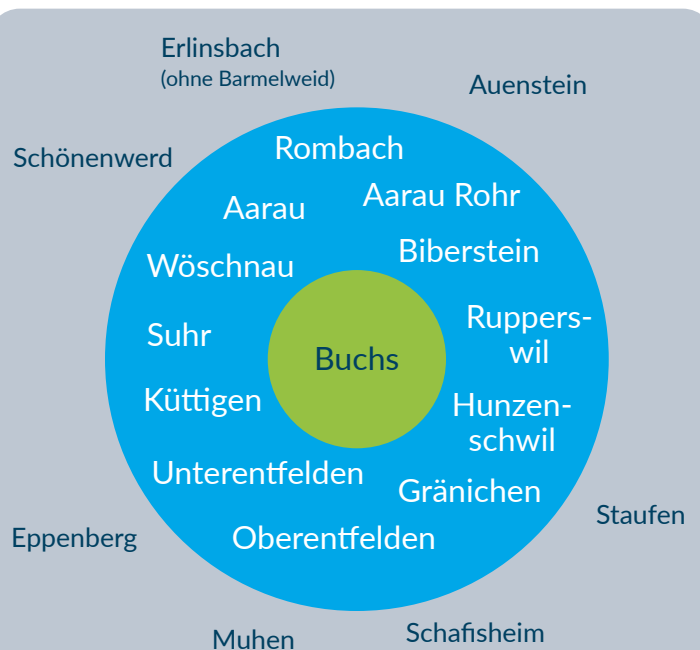 Erlinsbach
(ohne Barmelweid)
Auenstein
Schönenwerd
Rombach
Aarau Rohr
Aarau
Biberstein
Wöschnau
Ruppers-
wil
Suhr
Buchs
Küttigen
Hunzen-
schwil
Unterentfelden
Gränichen
Staufen
Eppenberg
Oberentfelden
Muhen
Schafisheim